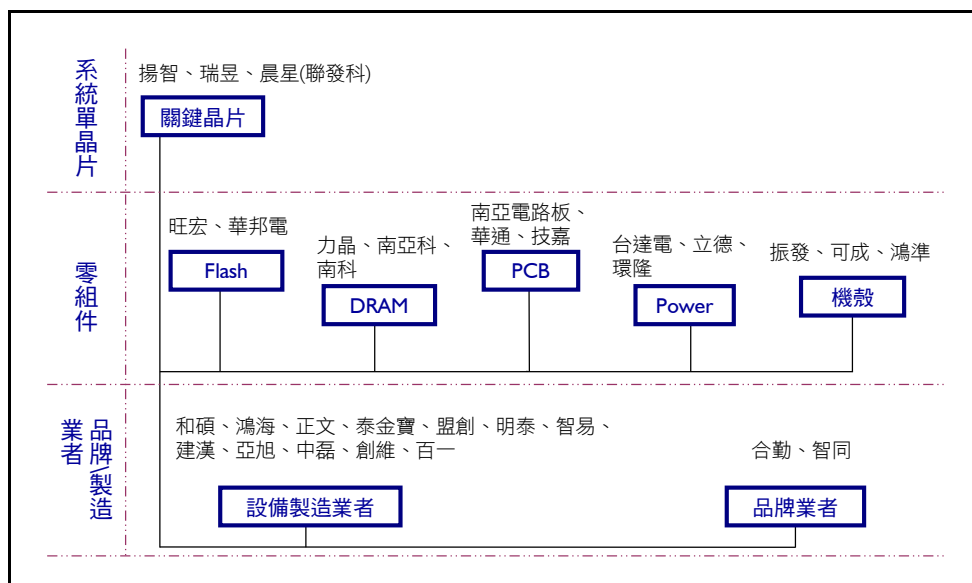 系統單晶片
揚智、瑞昱、晨星(聯發科)
關鍵晶片
零組件
旺宏、華邦電
Flash
力晶、南亞科、
南科
DRAM
南亞電路板、
華通、技嘉
PCB
台達電、立德、
環隆
Power
振發、可成、鴻準
機殼
品牌\製造
業者
和碩、鴻海、正文、泰金寶、盟創、明泰、智易、
建漢、亞旭、中磊、創維、百一
設備製造業者
合勤、智同
品牌業者